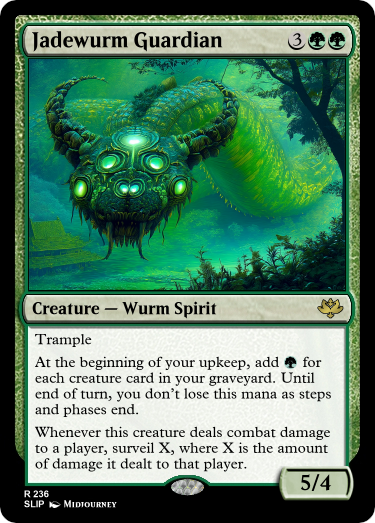 Jadewurm Guardian 3
Creature — Wurm Spirit
Trample
At the beginning of your upkeep, add for
each creature card in your graveyard. Until
end of turn, you don't lose this mana as steps
and phases end.
Whenever this creature deals combat damage
to a player, surveil X, where X is the amount
of damage it dealt to that player.
5/4
R 236
SLIP Midjourney